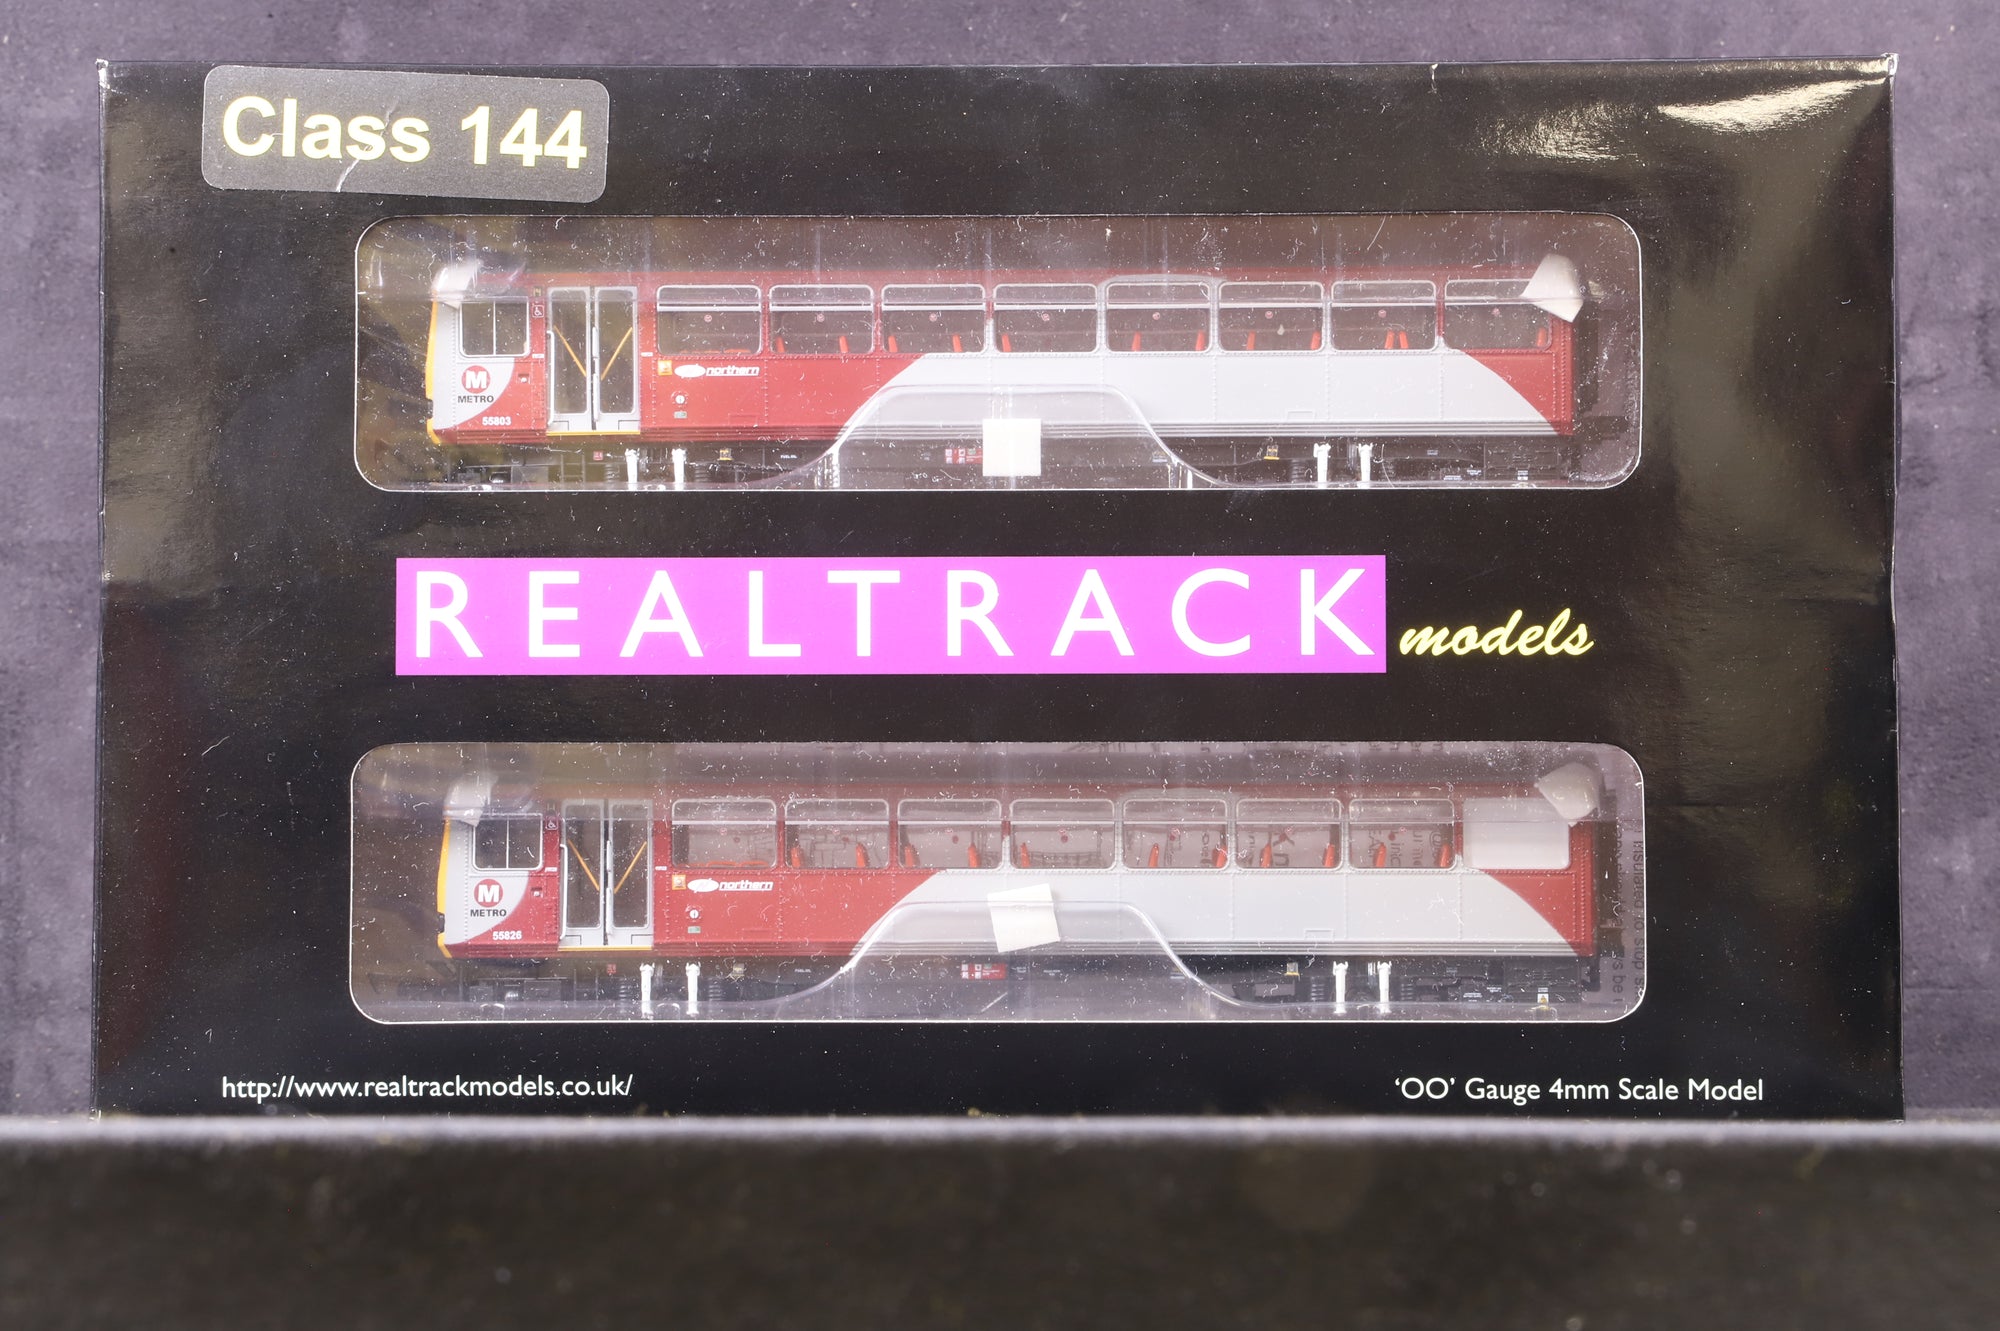 Class 144
northern
M
METRO
55803
REALTRACK models
northern
M
METRO
55826
http://www.realtrackmodels.co.uk/
‘OO’ Gauge 4mm Scale Model